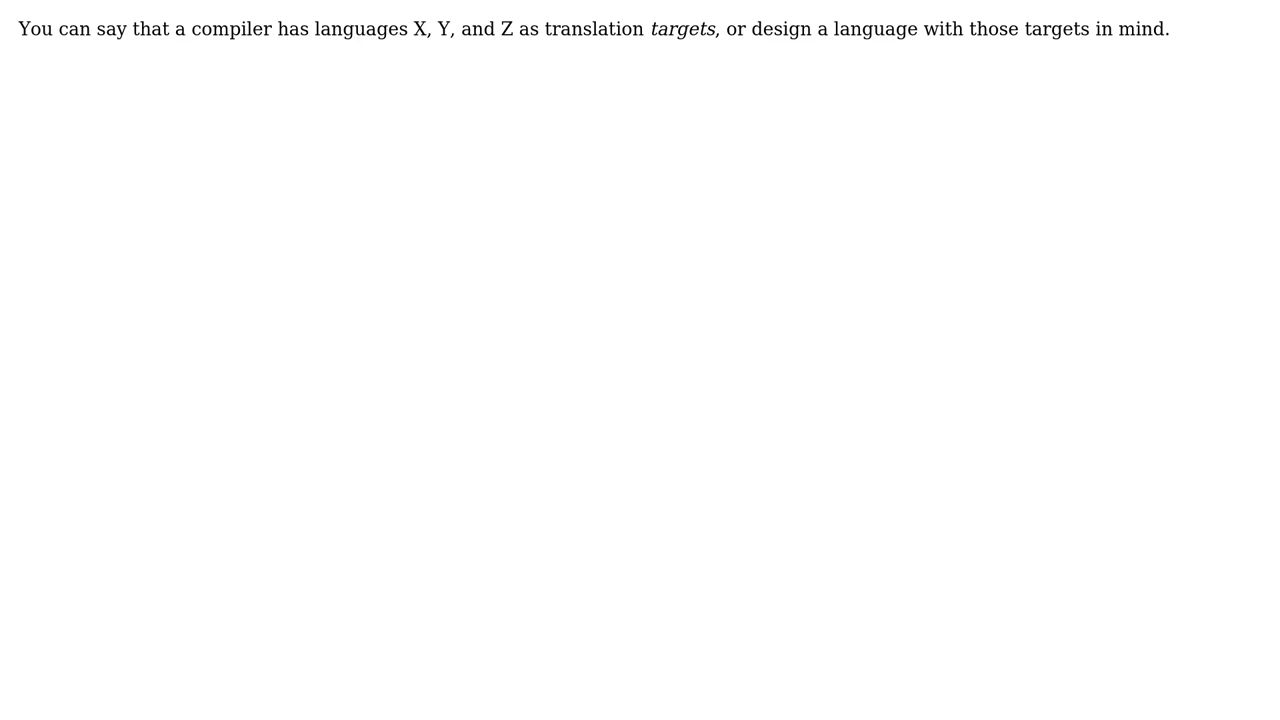 You can say that a compiler has languages X, Y, and Z as translation targets, or design a language with those targets in mind.